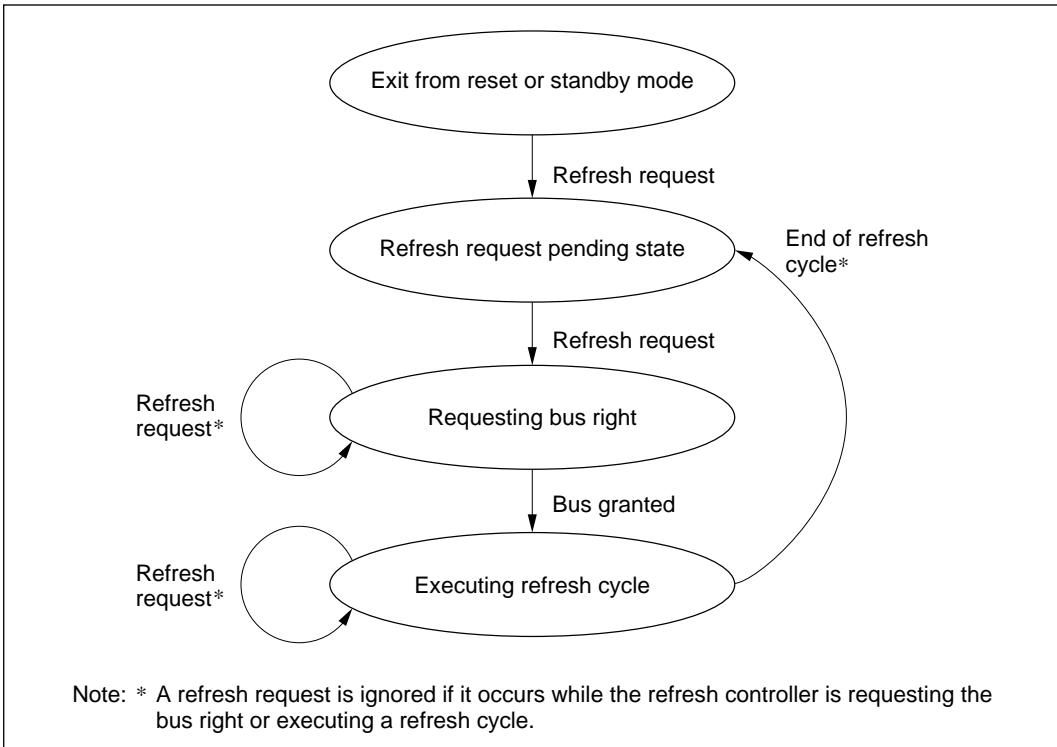 Exit from reset or standby mode
Refresh request
Refresh request pending state
End of refresh
cycle*
Refresh request
Refresh
request*
Requesting bus right
Bus granted
Refresh
request*
Executing refresh cycle
Note: * A refresh request is ignored if it occurs while the refresh controller is requesting the
bus right or executing a refresh cycle.